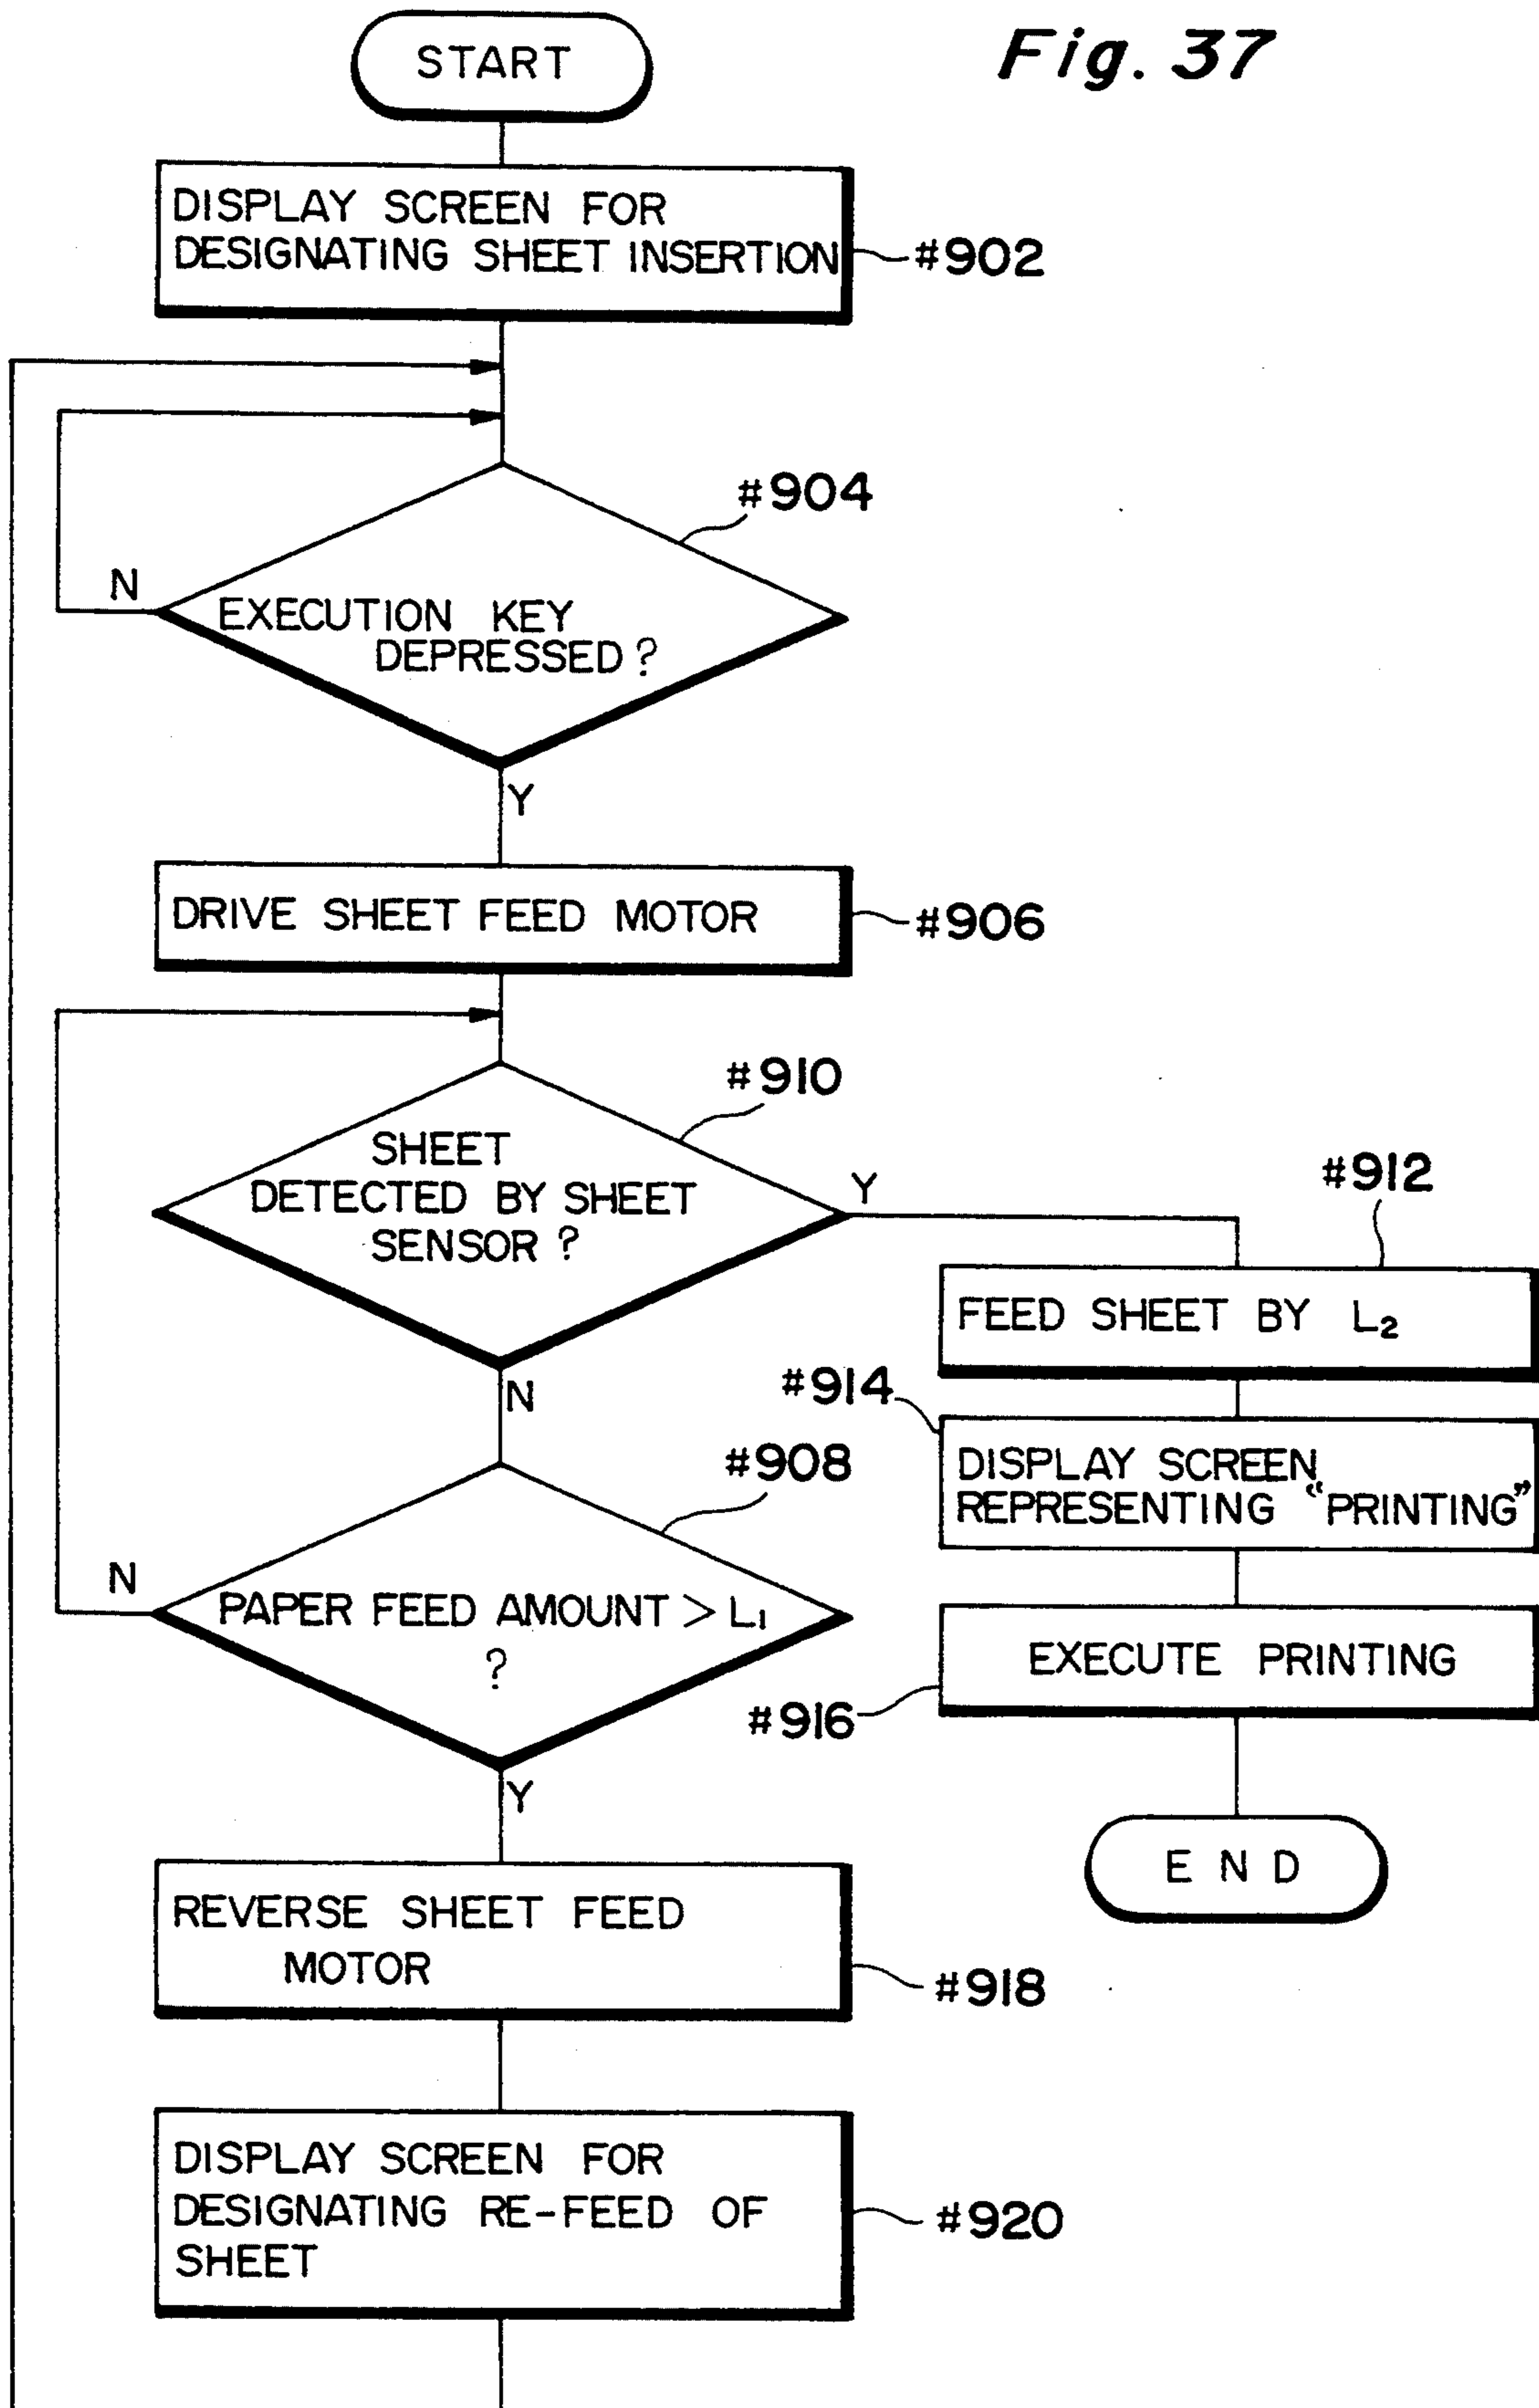 Fig. 37
START
DISPLAY SCREEN FOR
DESIGNATING SHEET INSERTION
#902
#904
N
EXECUTION KEY
DEPRESSED?
Y
DRIVE SHEET FEED MOTOR
#906
#910
SHEET
DETECTED BY SHEET
SENSOR?
Y
N
#912
FEED SHEET BY L₂
#914
DISPLAY SCREEN
REPRESENTING “PRINTING”
#908
N
PAPER FEED AMOUNT > L₁
?
Y
EXECUTE PRINTING
#916
END
REVERSE SHEET FEED
MOTOR
#918
DISPLAY SCREEN FOR
DESIGNATING RE-FEED OF
SHEET
#920